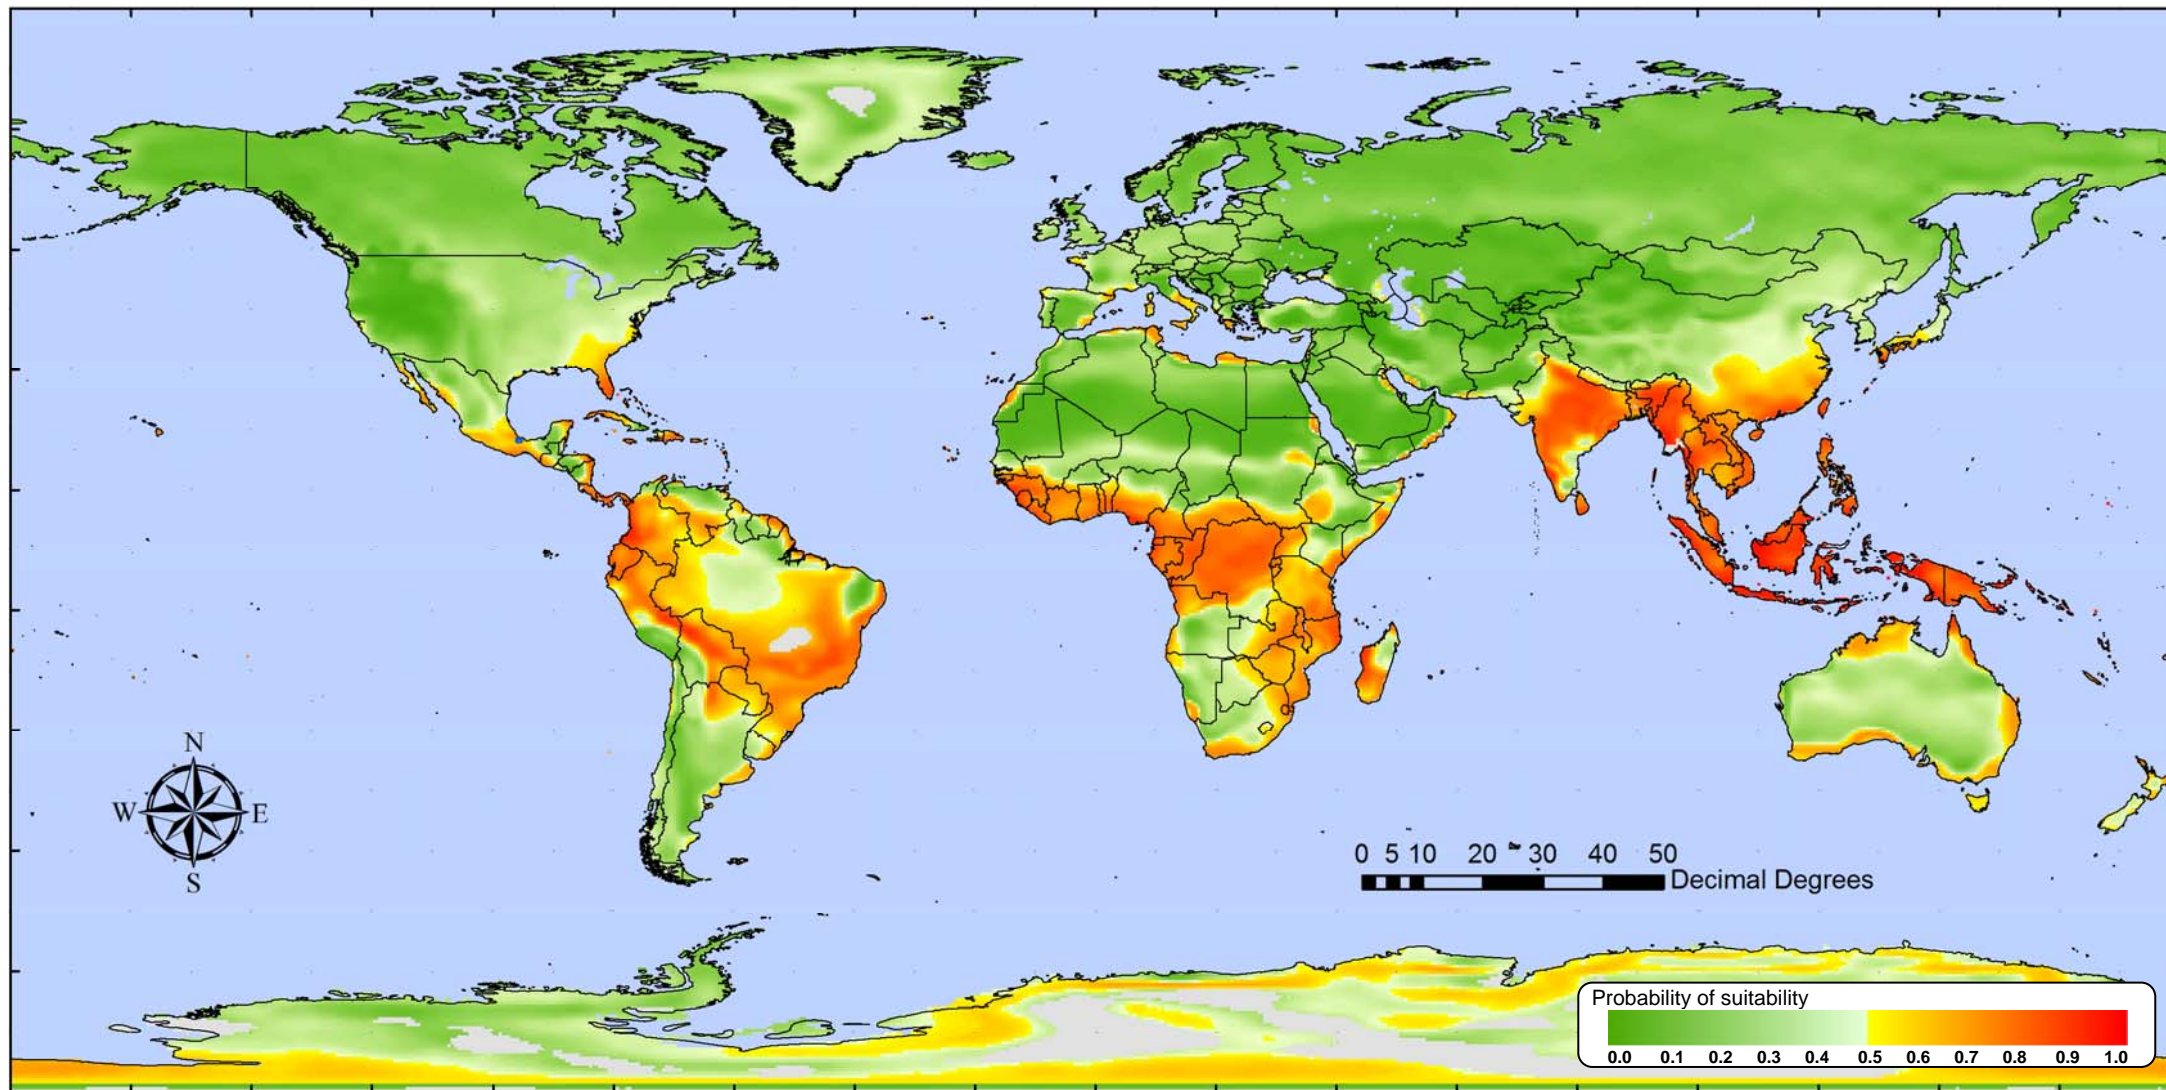 N
W E
S
0 5 10 20 30 40 50
Decimal Degrees
Probability of suitability
0.0 0.1 0.2 0.3 0.4 0.5 0.6 0.7 0.8 0.9 1.0